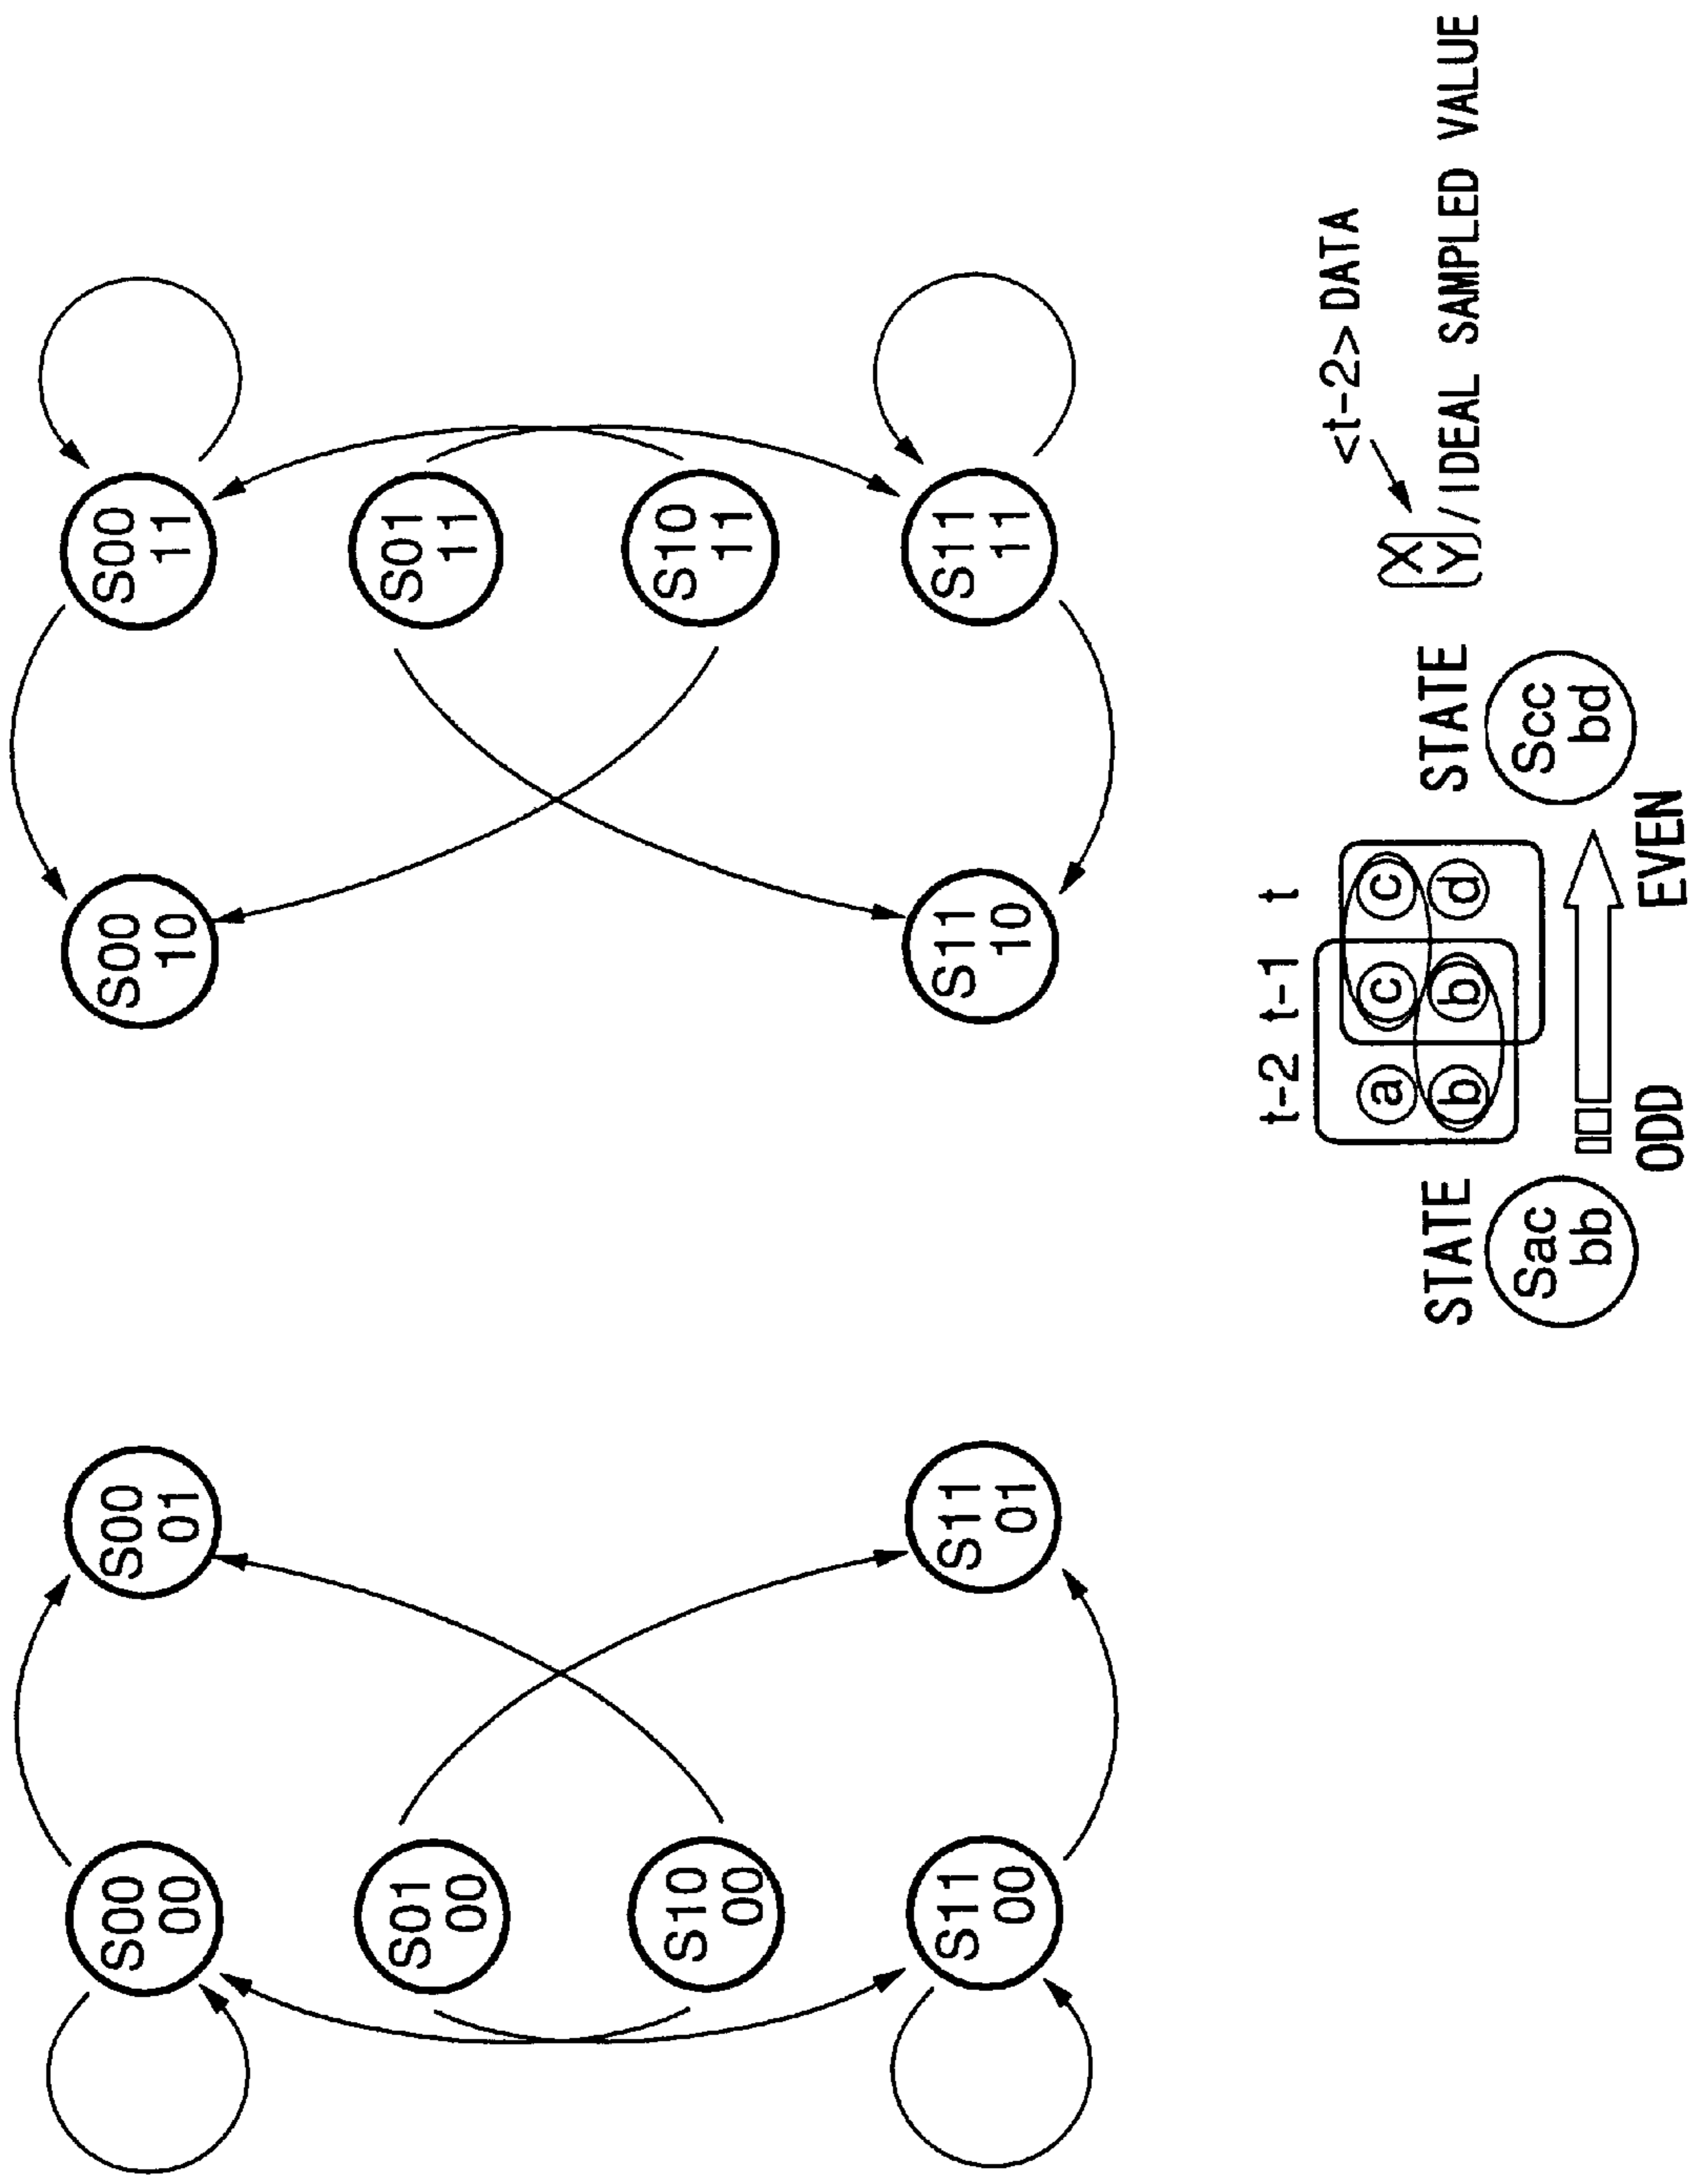 S00
00
S00
01
S00
10
S00
11
S01
00
S01
11
S10
00
S10
11
S11
00
S11
01
S11
10
S11
11
t-2 t-1 t
<t-2>DATA
a c c
b b d
X
Y/IDEAL SAMPLED VALUE
STATE
Sac
bb
STATE
Scc
bd
ODD
EVEN